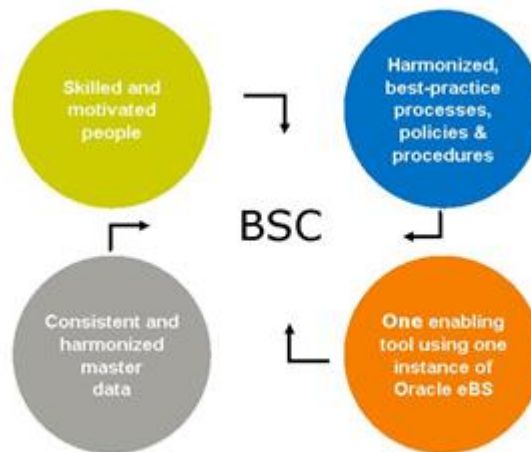 Skilled and
motivated
people
Harmonized,
best-practice
processes,
policies &
procedures
BSC
Consistent and
harmonized
master
data
One enabling
tool using one
instance of
Oracle eBS